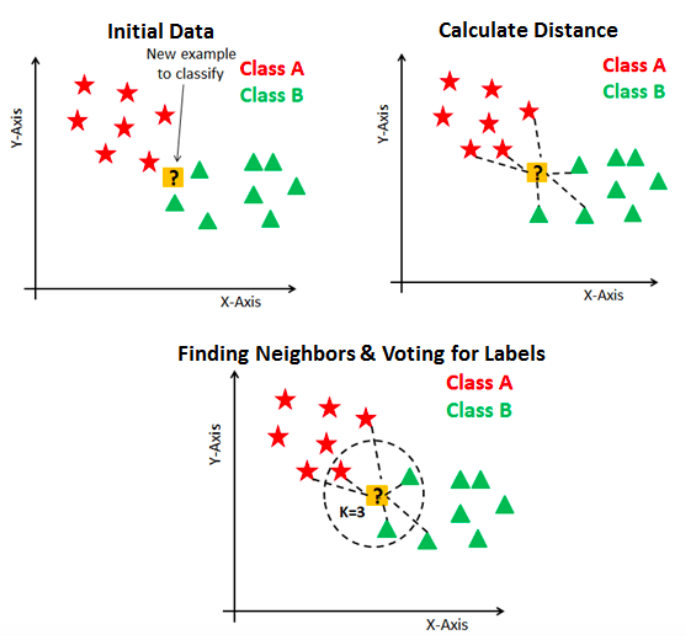 Initial Data
New example
to classify
Class A
Class B
?
Y-Axis
X-Axis
Calculate Distance
Class A
Class B
?
Y-Axis
X-Axis
Finding Neighbors & Voting for Labels
Class A
Class B
?
K=3
Y-Axis
X-Axis